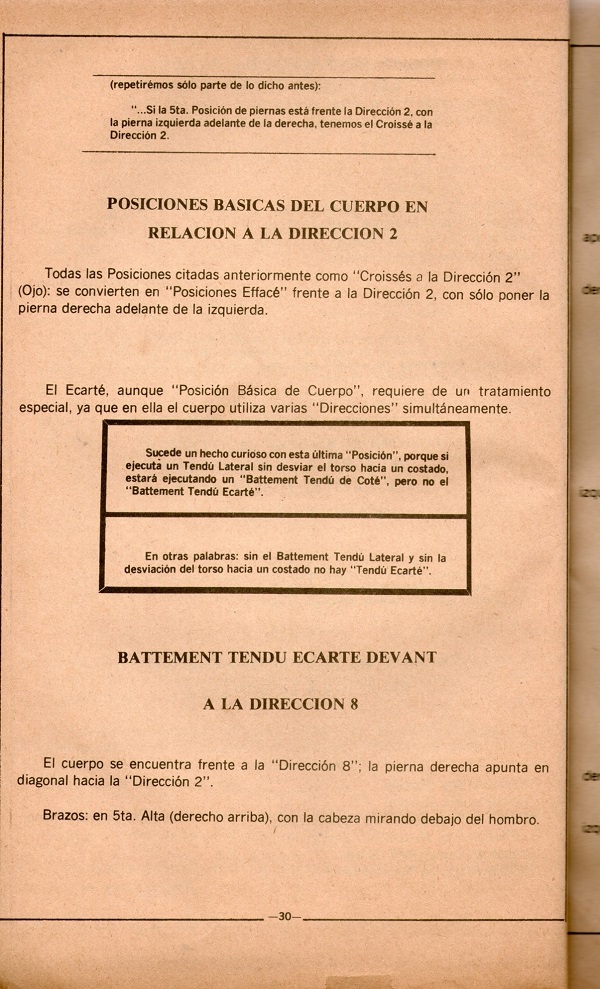 (repetirémos sólo parte de lo dicho antes):
"...Si la 5ta. Posición de piernas está frente la Dirección 2, con
la pierna izquierda adelante de la derecha, tenemos el Croissé a la
Dirección 2.
POSICIONES BASICAS DEL CUERPO EN
RELACION A LA DIRECCION 2
Todas las Posiciones citadas anteriormente como "Croissés a la Dirección 2"
(Ojo): se convierten en "Posiciones Effacé" frente a la Dirección 2, con sólo poner la
pierna derecha adelante de la izquierda.
El Ecarté, aunque "Posición Básica de Cuerpo", requiere de un tratamiento
especial, ya que en ella el cuerpo utiliza varias "Direcciones" simultáneamente.
Sucede un hecho curioso con esta última "Posición", porque si
ejecuta un Tendú Lateral sin desviar el torso hacia un costado,
estará ejecutando un "Battement Tendú de Coté", pero no el
"Battement Tendú Ecarté".
En otras palabras: sin el Battement Tendú Lateral y sin la
desviación del torso hacia un costado no hay "Tendú Ecarté".
BATTEMENT TENDU ECARTE DEVANT
A LA DIRECCION 8
El cuerpo se encuentra frente a la "Dirección 8"; la pierna derecha apunta en
diagonal hacia la "Dirección 2".
Brazos: en 5ta. Alta (derecho arriba), con la cabeza mirando debajo del hombro.
—30—